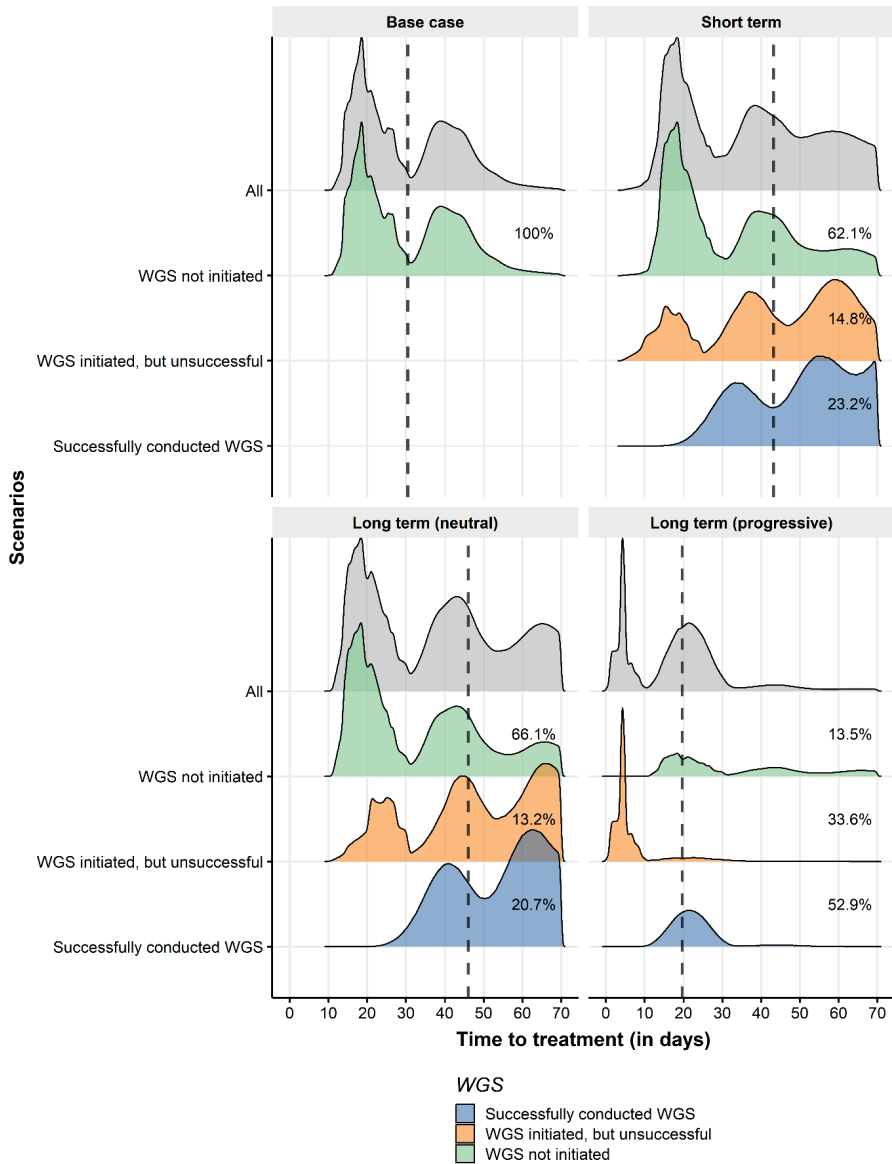 Base case
Short term
All
WGS not initiated
WGS initiated, but unsuccessful
Successfully conducted WGS
100%
62.1%
14.8%
23.2%
Scenarios
Long term (neutral)
Long term (progressive)
All
WGS not initiated
WGS initiated, but unsuccessful
Successfully conducted WGS
66.1%
13.2%
20.7%
13.5%
33.6%
52.9%
0 10 20 30 40 50 60 70
0 10 20 30 40 50 60 70
Time to treatment (in days)
WGS
Successfully conducted WGS
WGS initiated, but unsuccessful
WGS not initiated